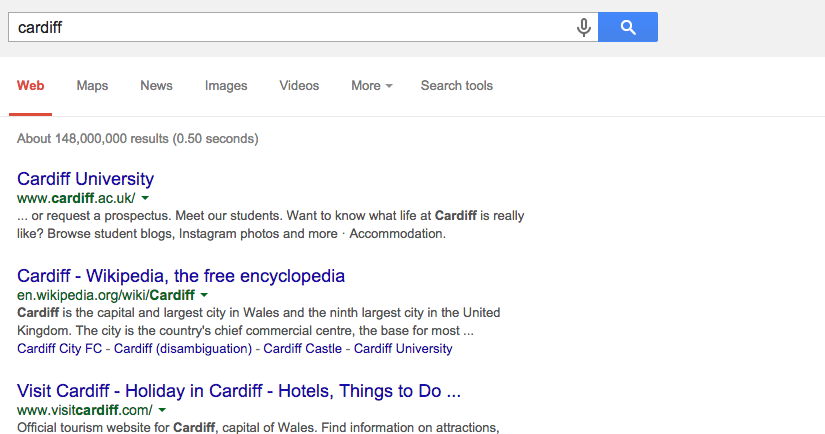 cardiff
Web Maps News Images Videos More Search tools
About 148,000,000 results (0.50 seconds)
Cardiff University
www.cardiff.ac.uk/
... or request a prospectus. Meet our students. Want to know what life at Cardiff is really
like? Browse student blogs, Instagram photos and more · Accommodation.
Cardiff - Wikipedia, the free encyclopedia
en.wikipedia.org/wiki/Cardiff
Cardiff is the capital and largest city in Wales and the ninth largest city in the United
Kingdom. The city is the country's chief commercial centre, the base for most ...
Cardiff City FC - Cardiff (disambiguation) - Cardiff Castle - Cardiff University
Visit Cardiff - Holiday in Cardiff - Hotels, Things to Do ...
www.visitcardiff.com/
Official tourism website for Cardiff, capital of Wales. Find information on attractions,